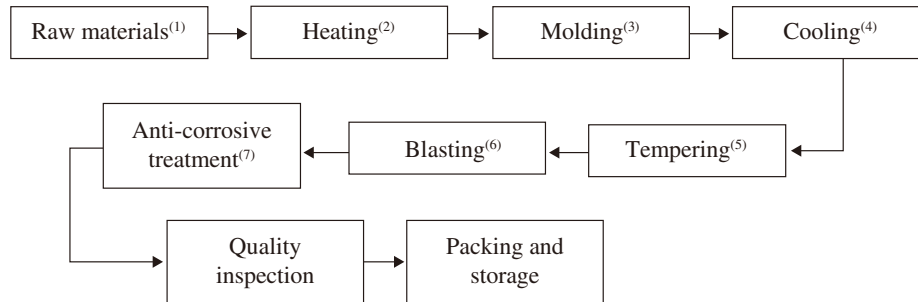 Raw materials(1)
Heating(2)
Molding(3)
Cooling(4)
Tempering(5)
Blasting(6)
Anti-corrosive
treatment(7)
Quality
inspection
Packing and
storage